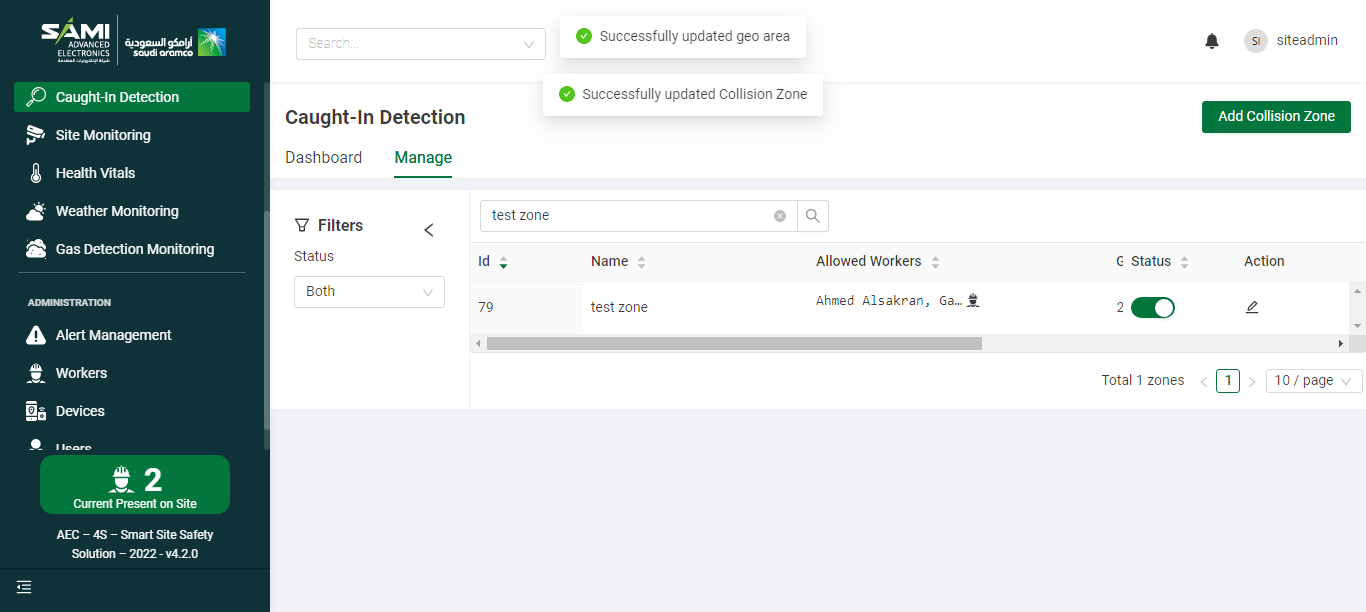 SAMI
ADVANCED
ELECTRONICS
أرامكو السعودية
saudi aramco
Caught-In Detection
Site Monitoring
Health Vitals
Weather Monitoring
Gas Detection Monitoring
ADMINISTRATION
Alert Management
Workers
Devices
Users
2
Current Present on Site
AEC – 4S – Smart Site Safety
Solution – 2022 - v4.2.0
Search...
Successfully updated geo area
Successfully updated Collision Zone
SI siteadmin
Caught-In Detection
Add Collision Zone
Dashboard Manage
Filters
Status
Both
test zone
Id Name Allowed Workers G Status Action
79 test zone Ahmed Alsakran, Ga… 2
Total 1 zones 1 10 / page